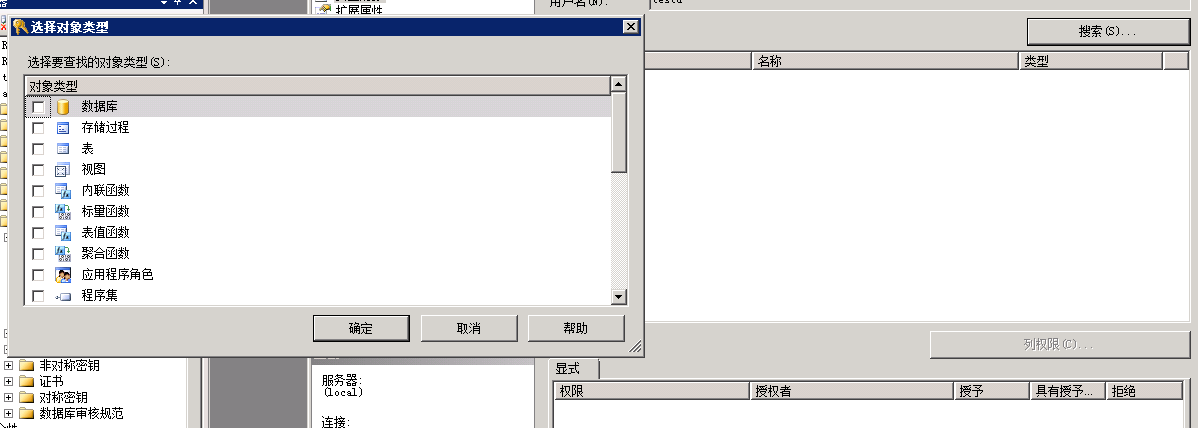 扩展属性
用户名(N):
选择对象类型
搜索(S)...
选择要查找的对象类型(S):
名称
类型
对象类型
数据库
存储过程
表
视图
内联函数
标量函数
表值函数
聚合函数
应用程序角色
程序集
确定
取消
帮助
列权限(C)...
非对称密钥
证书
对称密钥
数据库审核规范
服务器:
(local)
连接:
显式
权限
授权者
授予
具有授予...
拒绝